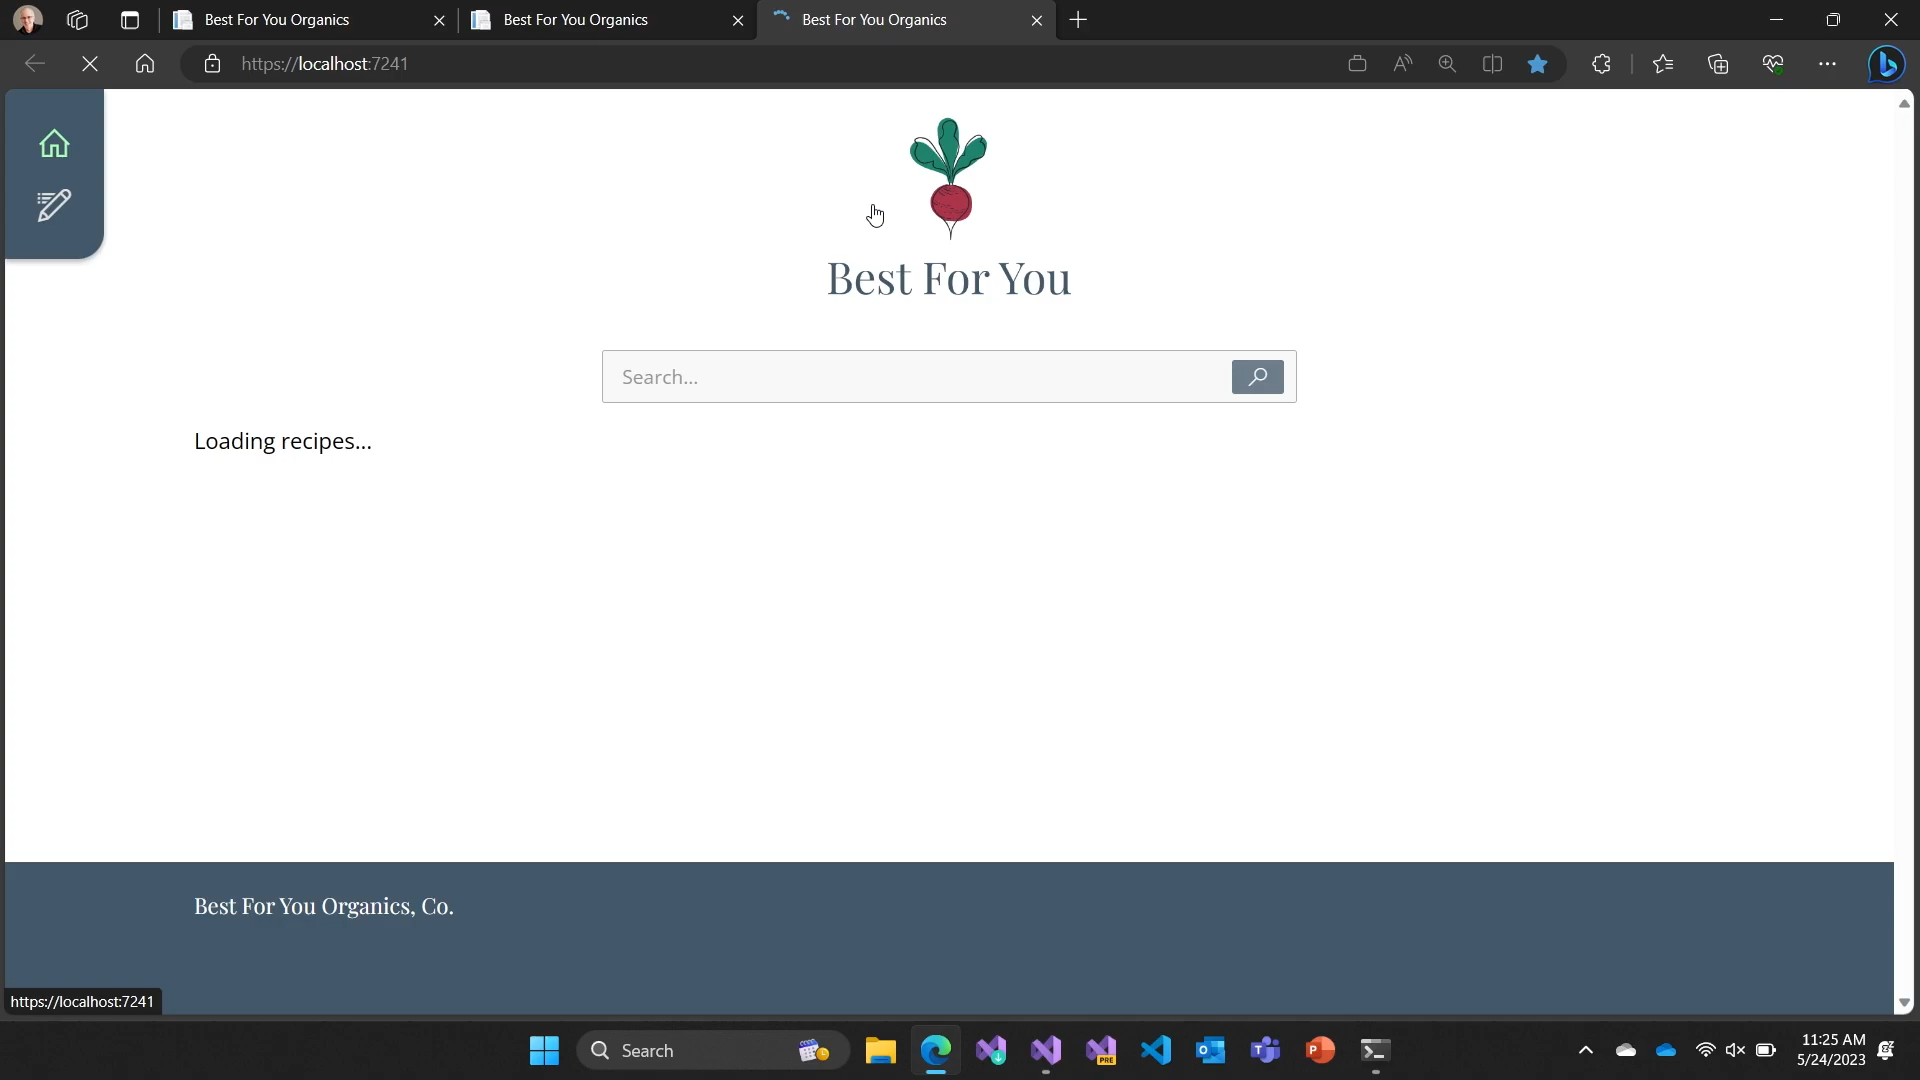 Best For You Organics
Best For You Organics
Best For You Organics
https://localhost:7241
Best For You
Search...
Loading recipes...
Best For You Organics, Co.
https://localhost:7241
Search
PRE
11:25 AM
5/24/2023